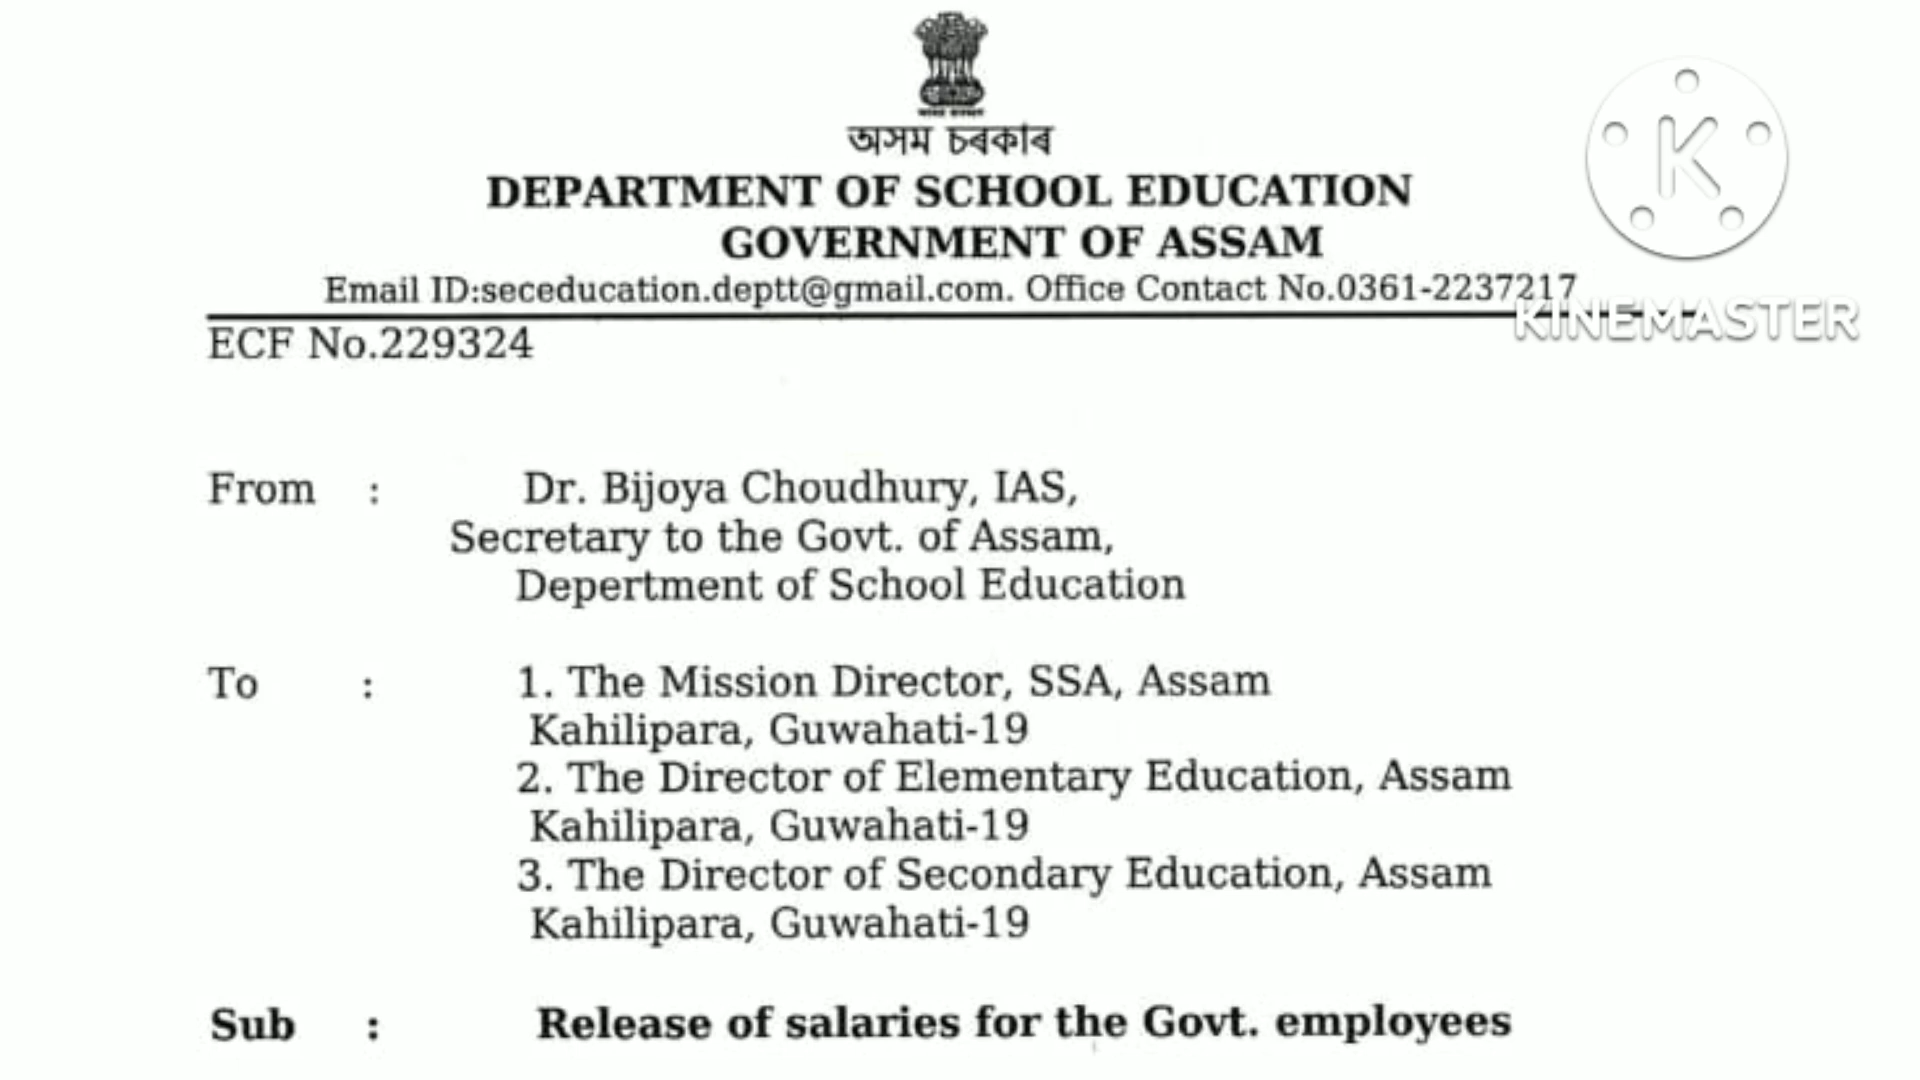 অসম চৰকাৰ
DEPARTMENT OF SCHOOL EDUCATION
GOVERNMENT OF ASSAM
Email ID:seceducation.deptt@gmail.com. Office Contact No.0361-2237217
KINEMASTER
ECF No.229324
From : Dr. Bijoya Choudhury, IAS,
Secretary to the Govt. of Assam,
Depertment of School Education
To : 1. The Mission Director, SSA, Assam
Kahilipara, Guwahati-19
2. The Director of Elementary Education, Assam
Kahilipara, Guwahati-19
3. The Director of Secondary Education, Assam
Kahilipara, Guwahati-19
Sub : Release of salaries for the Govt. employees